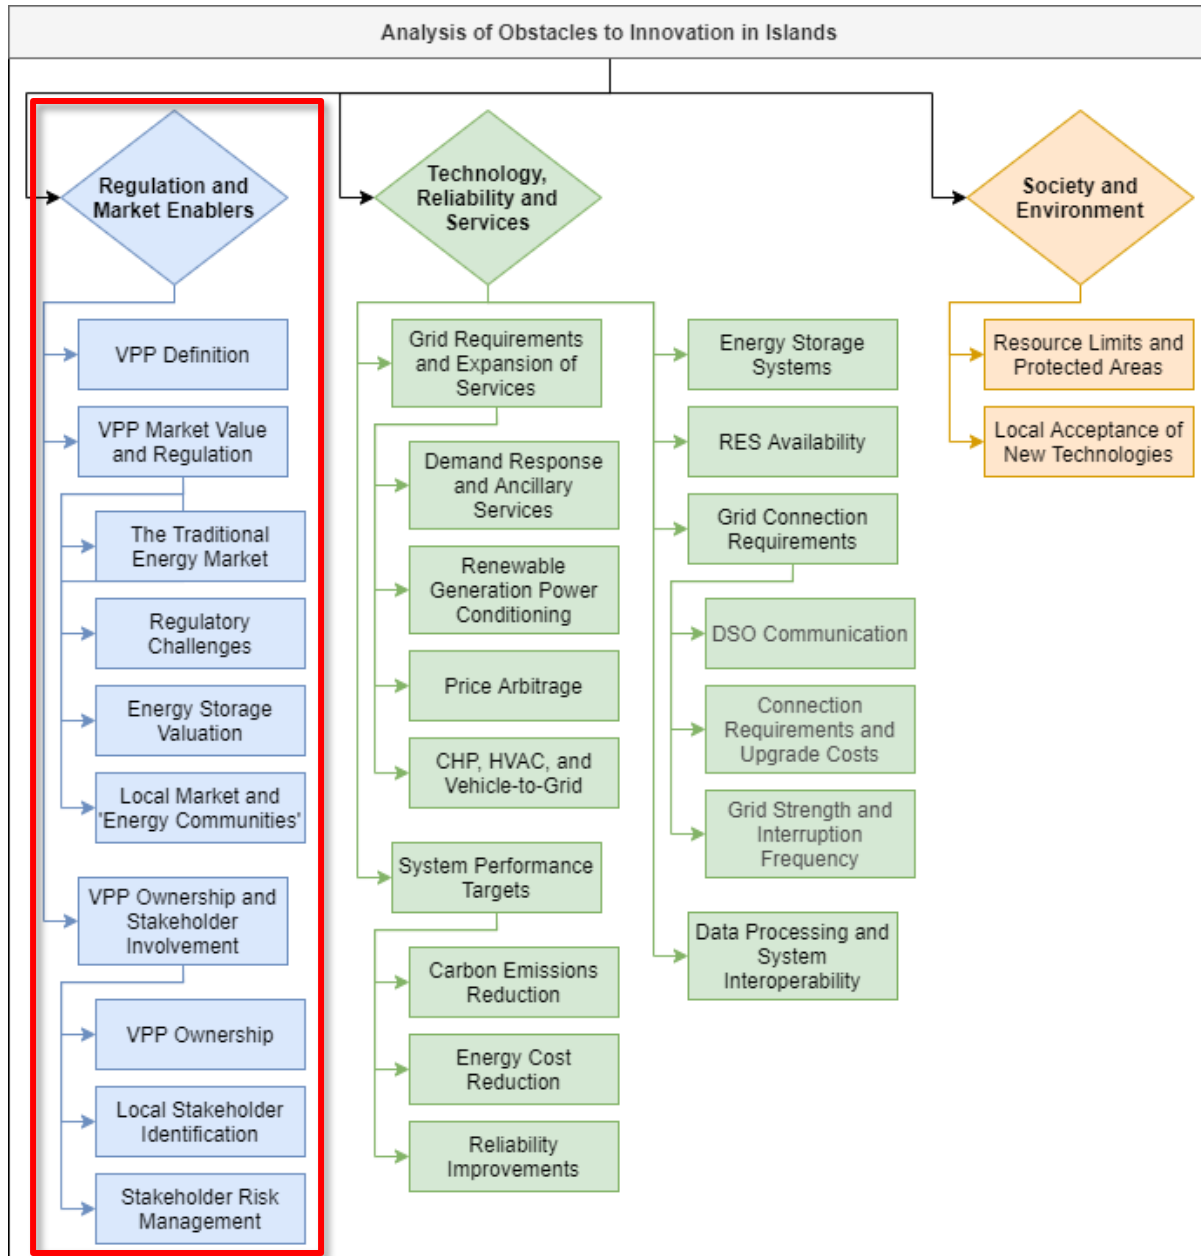 Analysis of Obstacles to Innovation in Islands
Regulation and
Market Enablers
VPP Definition
VPP Market Value
and Regulation
The Traditional
Energy Market
Regulatory
Challenges
Energy Storage
Valuation
Local Market and
'Energy Communities'
VPP Ownership and
Stakeholder
Involvement
VPP Ownership
Local Stakeholder
Identification
Stakeholder Risk
Management
Technology,
Reliability and
Services
Grid Requirements
and Expansion of
Services
Demand Response
and Ancillary
Services
Renewable
Generation Power
Conditioning
Price Arbitrage
CHP, HVAC, and
Vehicle-to-Grid
System Performance
Targets
Carbon Emissions
Reduction
Energy Cost
Reduction
Reliability
Improvements
Energy Storage
Systems
RES Availability
Grid Connection
Requirements
DSO Communication
Connection
Requirements and
Upgrade Costs
Grid Strength and
Interruption
Frequency
Data Processing and
System
Interoperability
Society and
Environment
Resource Limits and
Protected Areas
Local Acceptance of
New Technologies